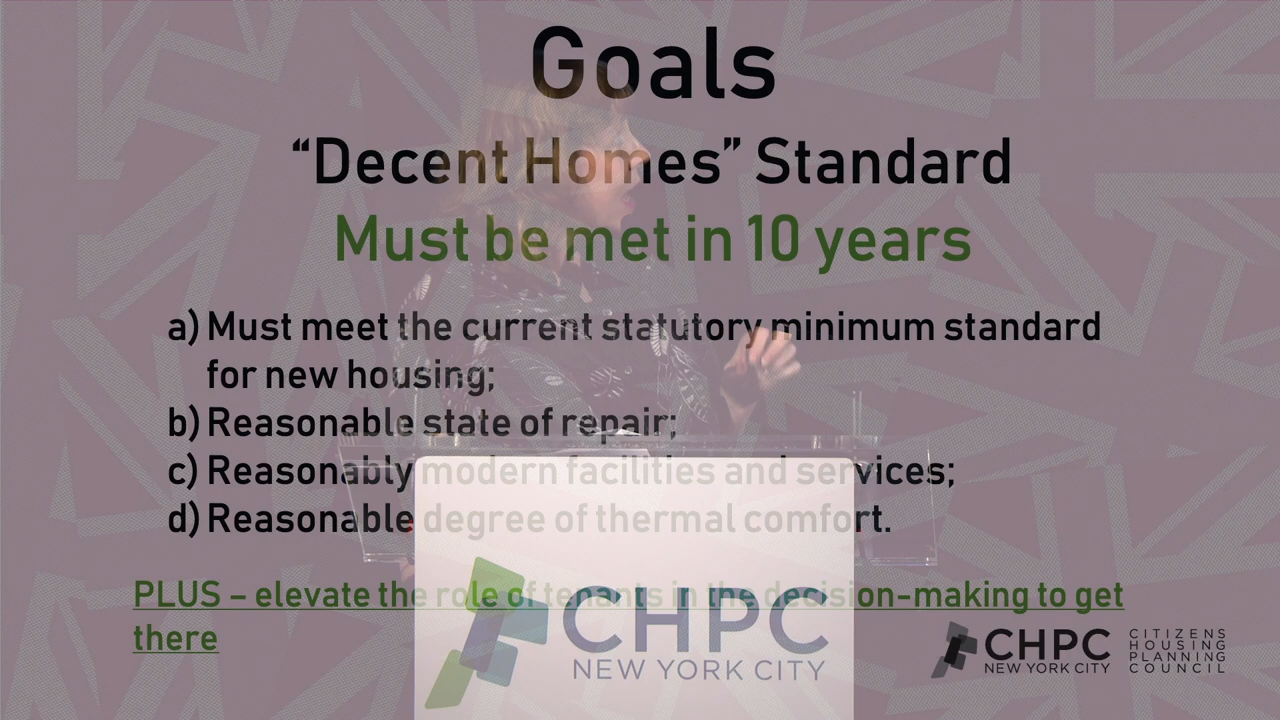 Goals
“Decent Homes” Standard
Must be met in 10 years
a) Must meet the current statutory minimum standard
for new housing;
b) Reasonable state of repair;
c) Reasonably modern facilities and services;
d) Reasonable degree of thermal comfort.
PLUS – elevate the role of tenants in the decision-making to get
there
CHPC
NEW YORK CITY
CHPC
NEW YORK CITY
CITIZENS
HOUSING
PLANNING
COUNCIL